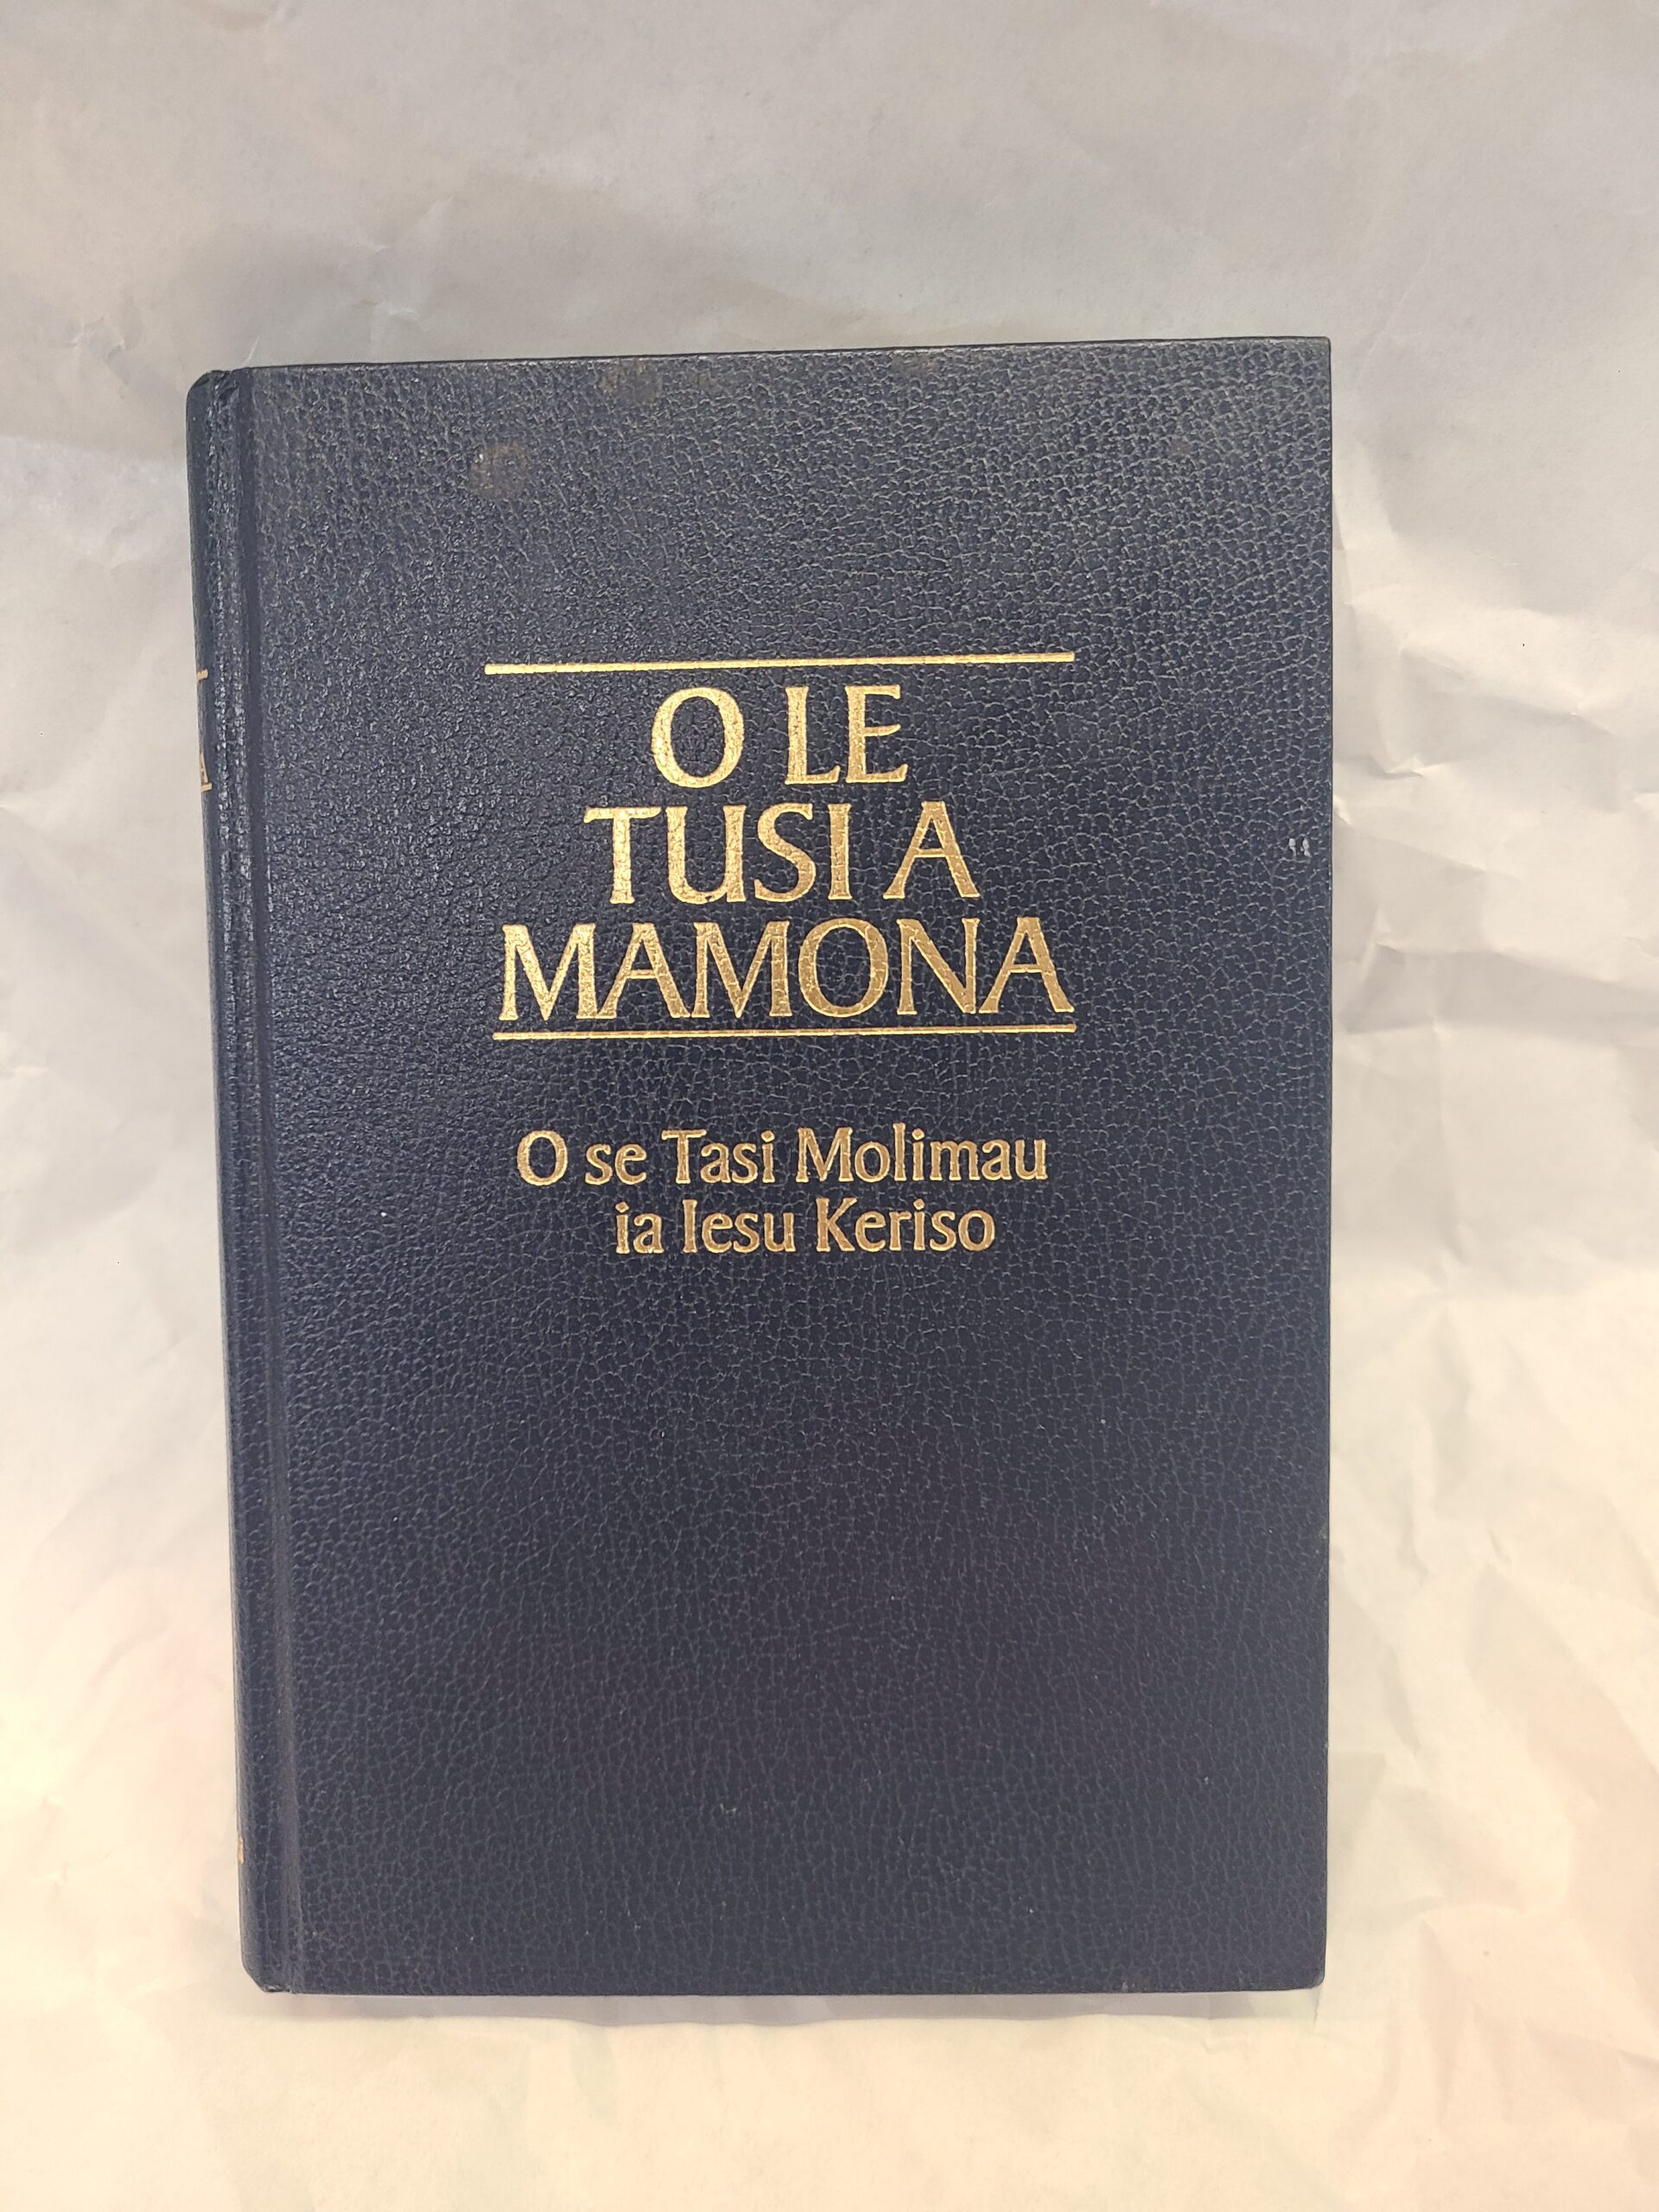 O LE
TUSI A
MAMONA
O se Tasi Molimau
ia Iesu Keriso